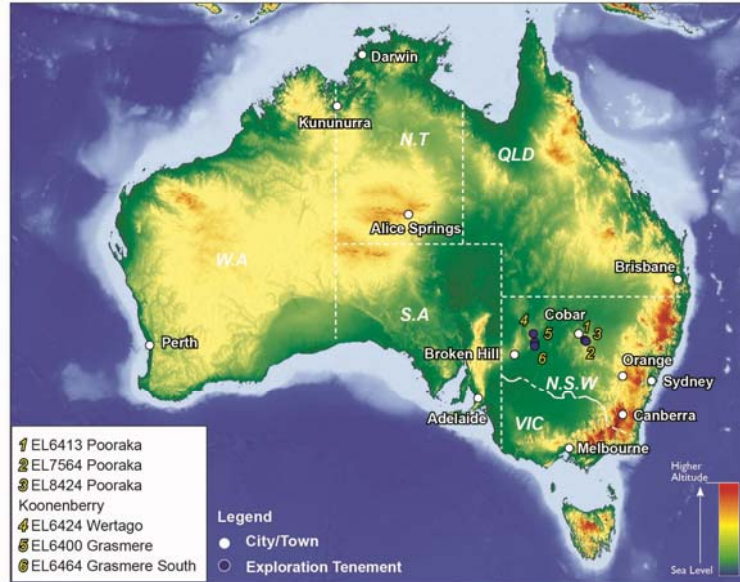 Darwin
Kununurra
N.T
QLD
Alice Springs
W.A
Brisbane
S.A
Cobar
4
5
1
3
Perth
Broken Hill
6
2
Orange
N.S.W
Sydney
Adelaide
Canberra
VIC
Melbourne
1 EL6413 Pooraka
2 EL7564 Pooraka
3 EL8424 Pooraka
Koonenberry
4 EL6424 Wertago
5 EL6400 Grasmere
6 EL6464 Grasmere South
Legend
City/Town
Exploration Tenement
Higher
Altitude
Sea Level